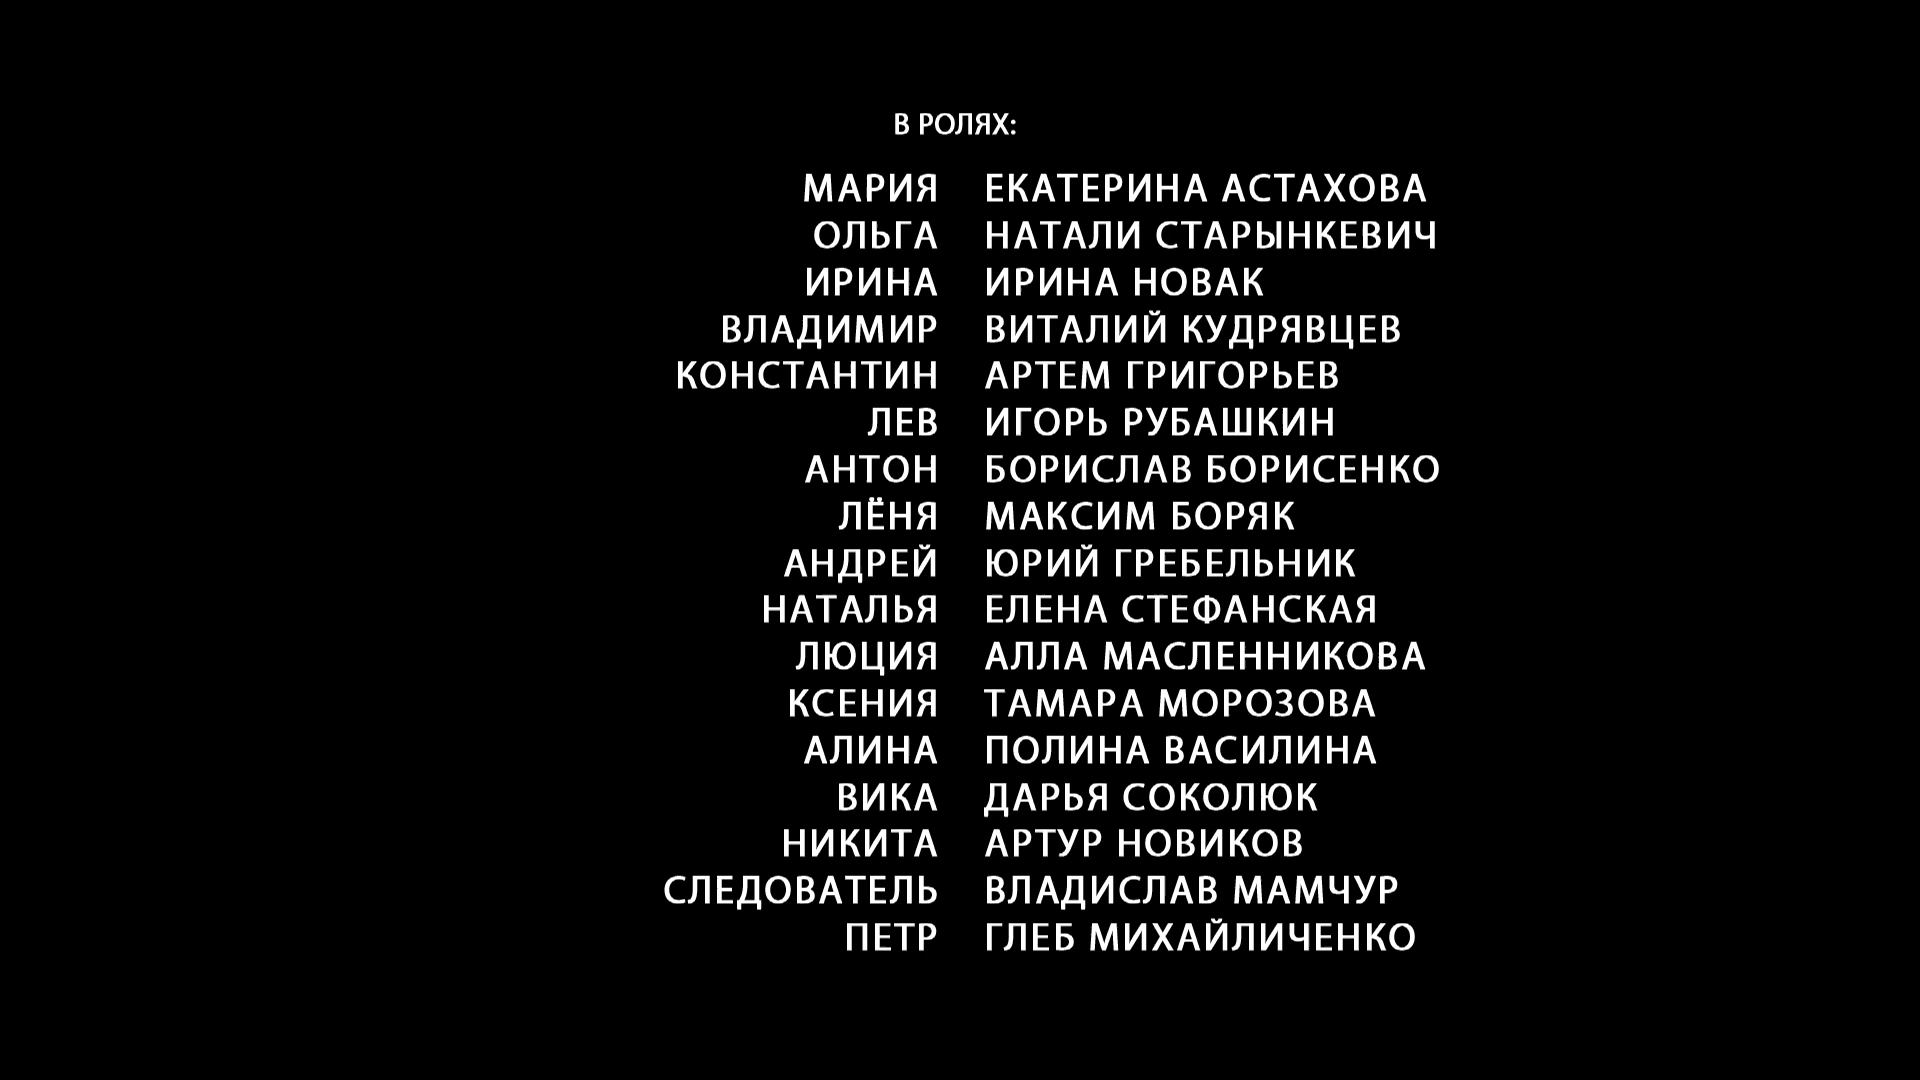 В РОЛЯХ:
МАРИЯ ЕКАТЕРИНА АСТАХОВА
ОЛЬГА НАТАЛИ СТАРЫНКЕВИЧ
ИРИНА ИРИНА НОВАК
ВЛАДИМИР ВИТАЛИЙ КУДРЯВЦЕВ
КОНСТАНТИН АРТЕМ ГРИГОРЬЕВ
ЛЕВ ИГОРЬ РУБАШКИН
АНТОН БОРИСЛАВ БОРИСЕНКО
ЛЁНЯ МАКСИМ БОРЯК
АНДРЕЙ ЮРИЙ ГРЕБЕЛЬНИК
НАТАЛЬЯ ЕЛЕНА СТЕФАНСКАЯ
ЛЮЦИЯ АЛЛА МАСЛЕННИКОВА
КСЕНИЯ ТАМАРА МОРОЗОВА
АЛИНА ПОЛИНА ВАСИЛИНА
ВИКА ДАРЬЯ СОКОЛЮК
НИКИТА АРТУР НОВИКОВ
СЛЕДОВАТЕЛЬ ВЛАДИСЛАВ МАМЧУР
ПЕТР ГЛЕБ МИХАЙЛИЧЕНКО